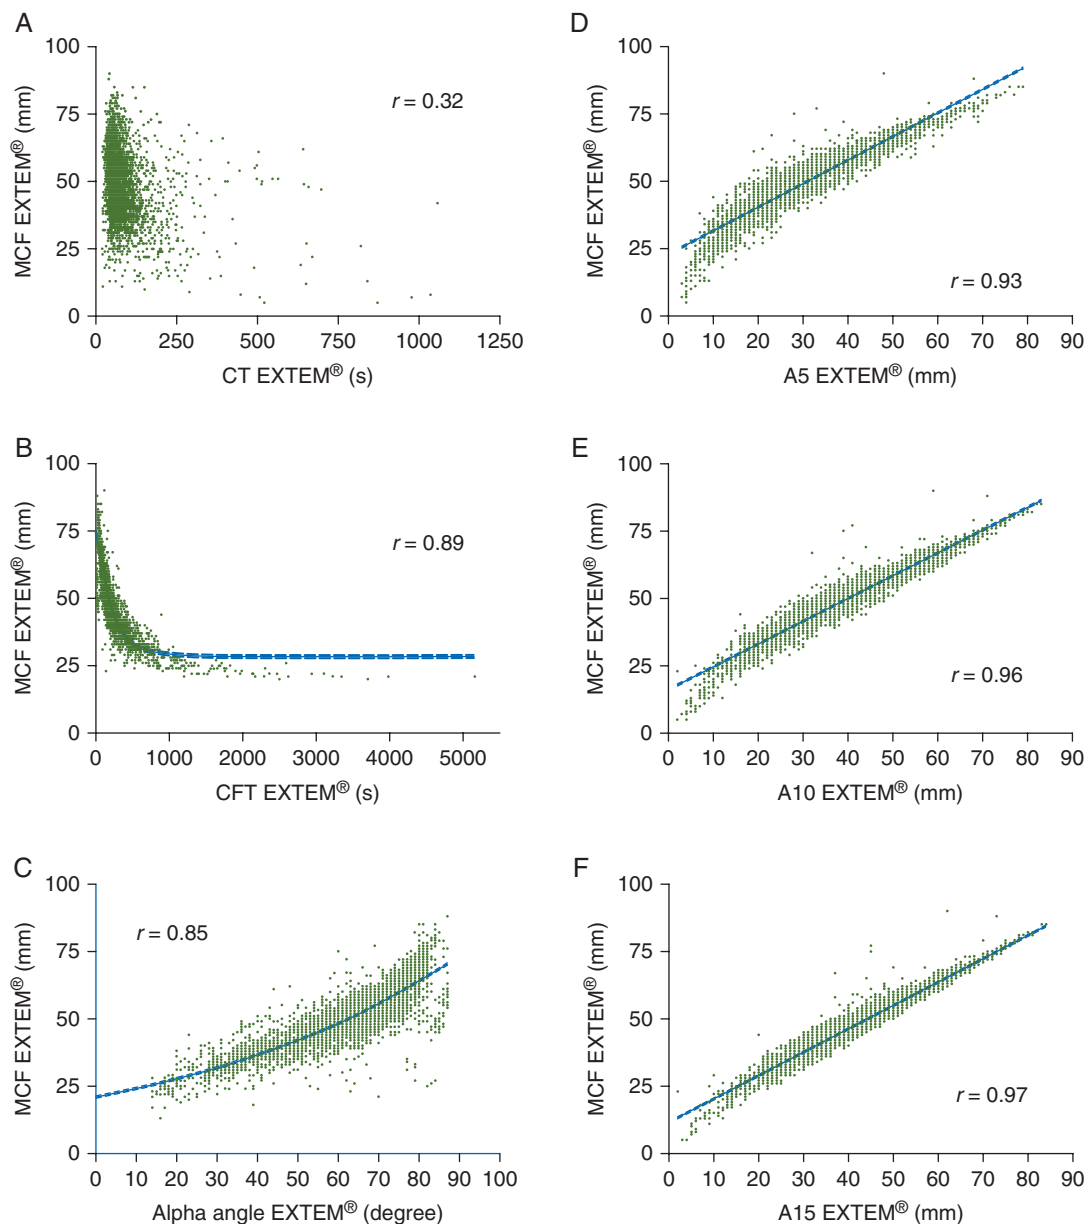 A
MCF EXTEM® (mm)
100
75
50
25
0
r = 0.32
0 250 500 750 1000 1250
CT EXTEM® (s)
B
MCF EXTEM® (mm)
100
75
50
25
0
r = 0.89
0 1000 2000 3000 4000 5000
CFT EXTEM® (s)
C
MCF EXTEM® (mm)
100
75
50
25
0
r = 0.85
0 10 20 30 40 50 60 70 80 90 100
Alpha angle EXTEM® (degree)
D
MCF EXTEM® (mm)
100
75
50
25
0
r = 0.93
0 10 20 30 40 50 60 70 80 90
A5 EXTEM® (mm)
E
MCF EXTEM® (mm)
100
75
50
25
0
r = 0.96
0 10 20 30 40 50 60 70 80 90
A10 EXTEM® (mm)
F
MCF EXTEM® (mm)
100
75
50
25
0
r = 0.97
0 10 20 30 40 50 60 70 80 90
A15 EXTEM® (mm)